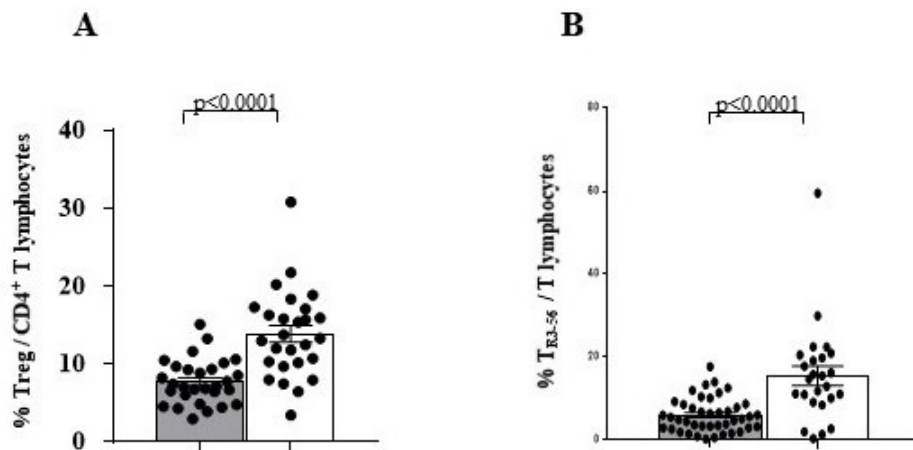 A
p<0.0001
% Treg / CD4⁺ T lymphocytes
40
30
20
10
0
B
p<0.0001
% T_R3-56 / T lymphocytes
80
60
40
20
0